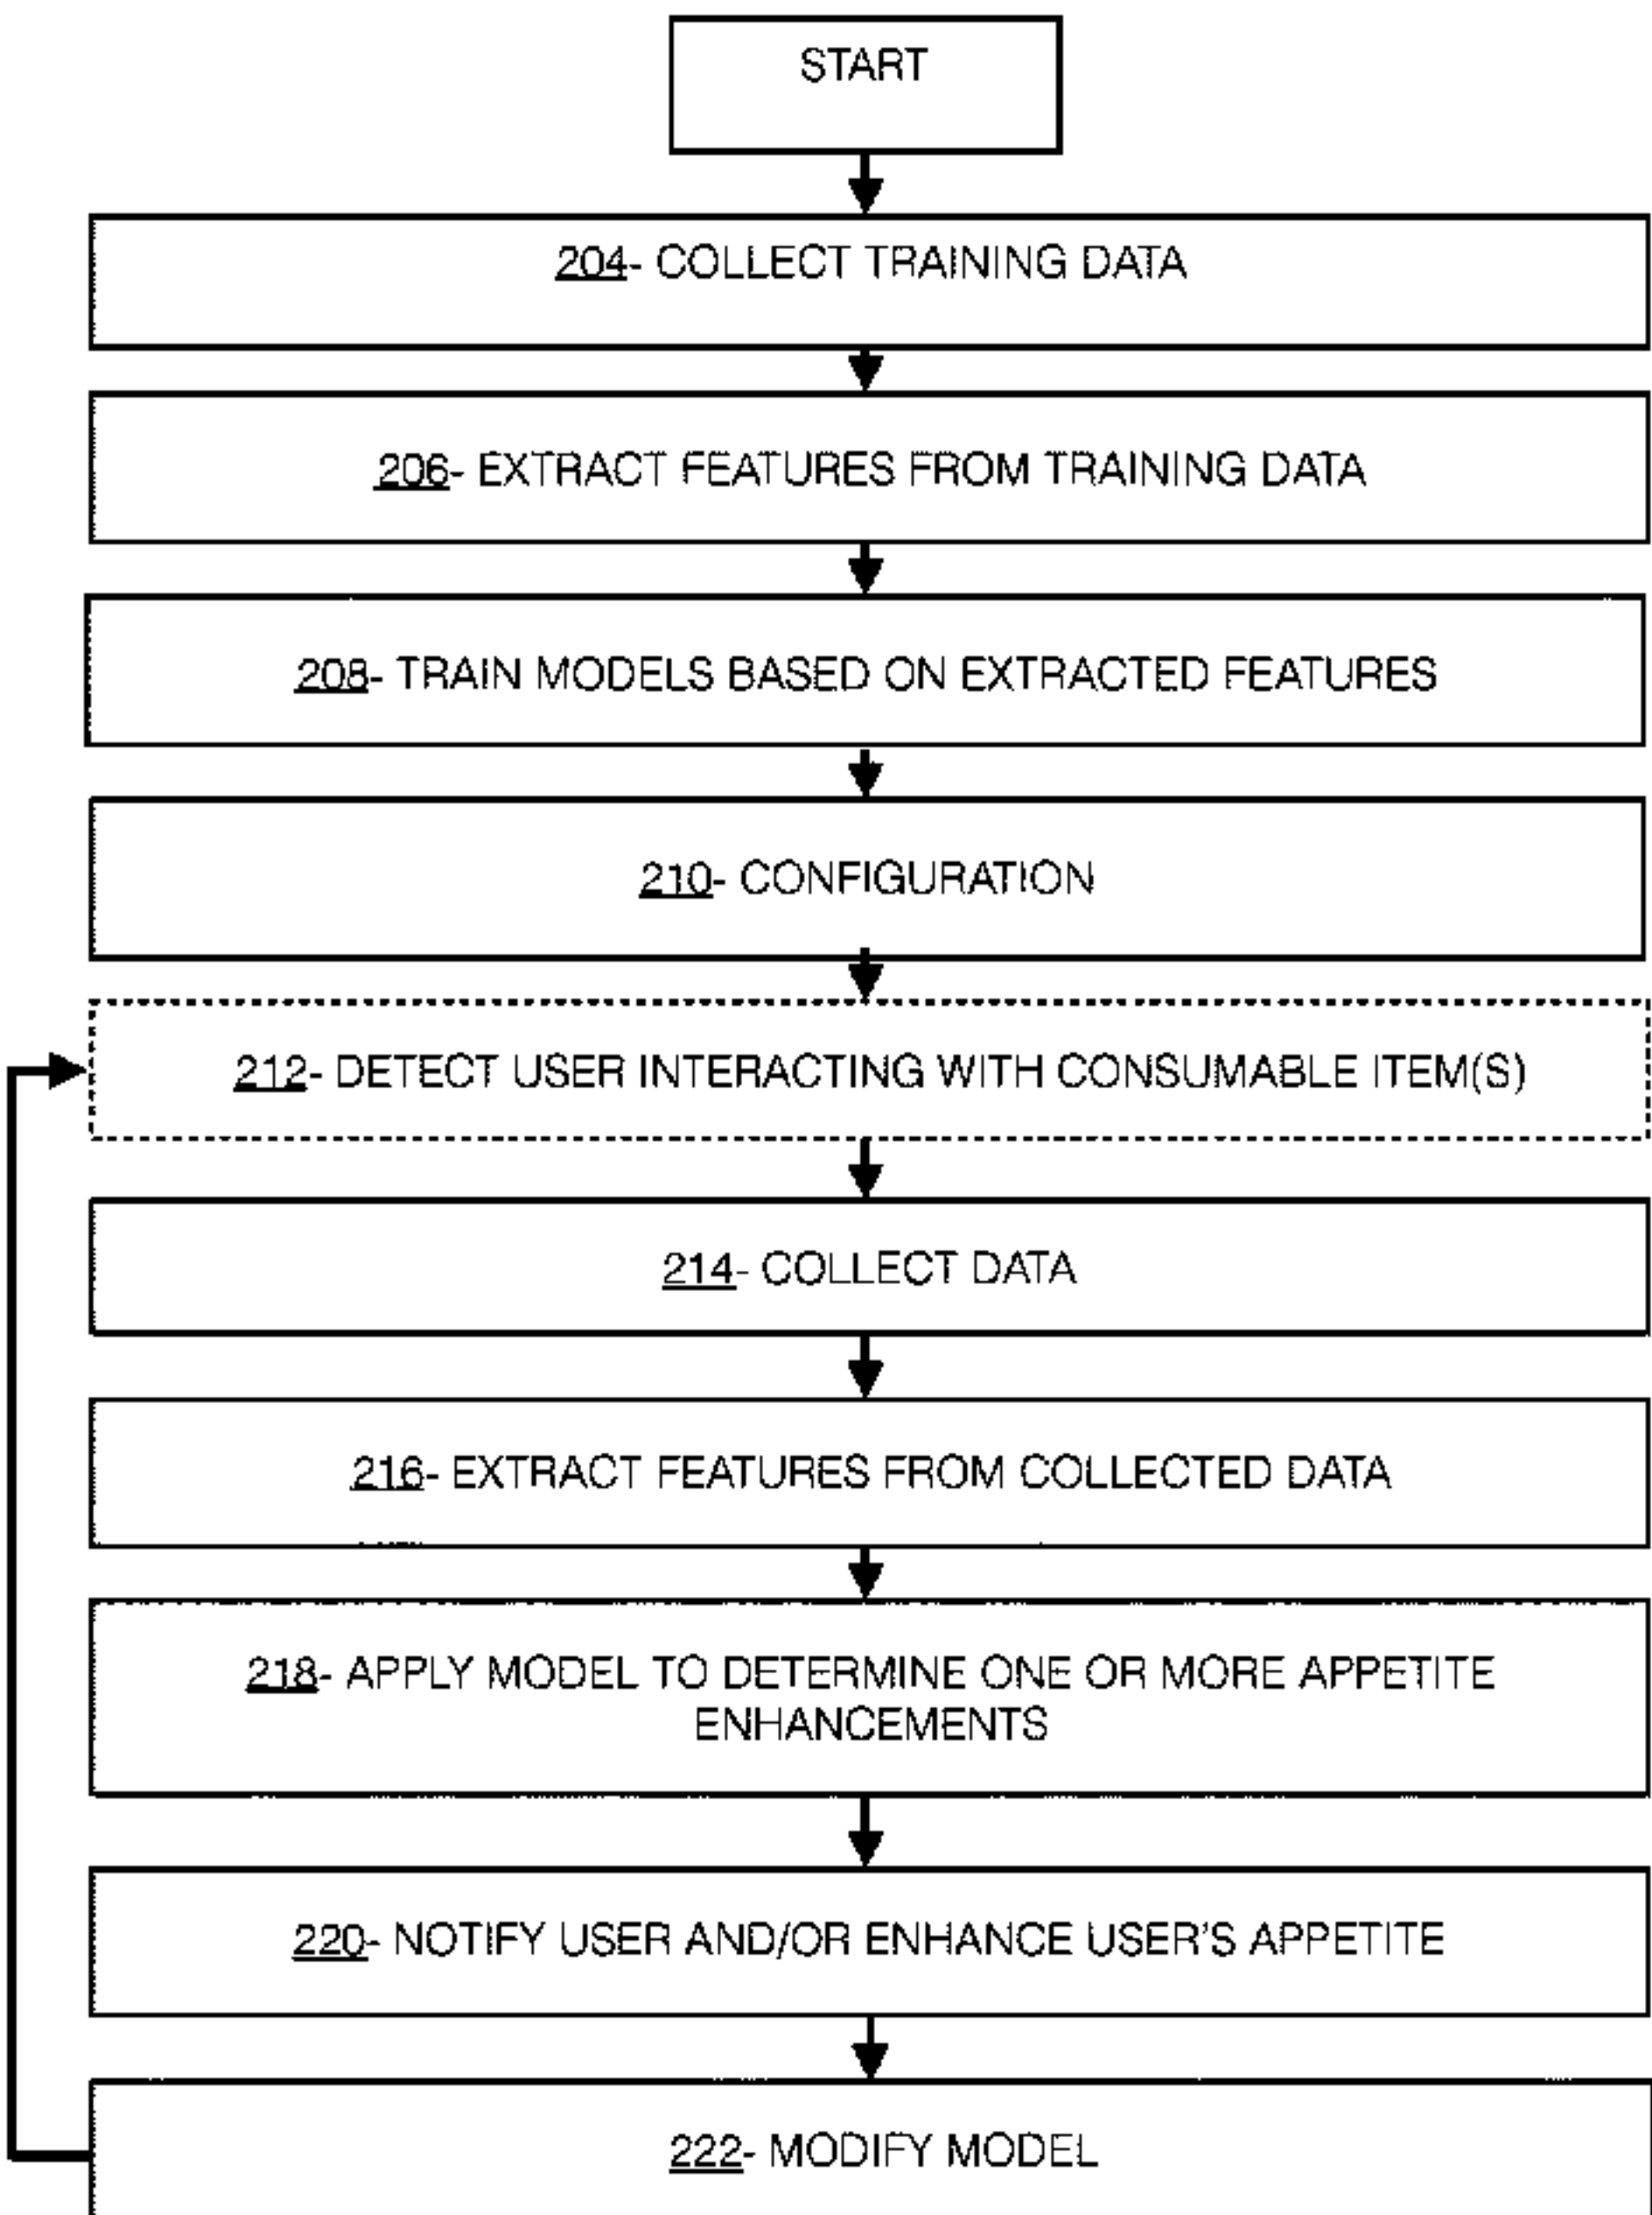 START
204- COLLECT TRAINING DATA
206- EXTRACT FEATURES FROM TRAINING DATA
208- TRAIN MODELS BASED ON EXTRACTED FEATURES
210- CONFIGURATION
212- DETECT USER INTERACTING WITH CONSUMABLE ITEM(S)
214- COLLECT DATA
216- EXTRACT FEATURES FROM COLLECTED DATA
218- APPLY MODEL TO DETERMINE ONE OR MORE APPETITE
ENHANCEMENTS
220- NOTIFY USER AND/OR ENHANCE USER'S APPETITE
222- MODIFY MODEL